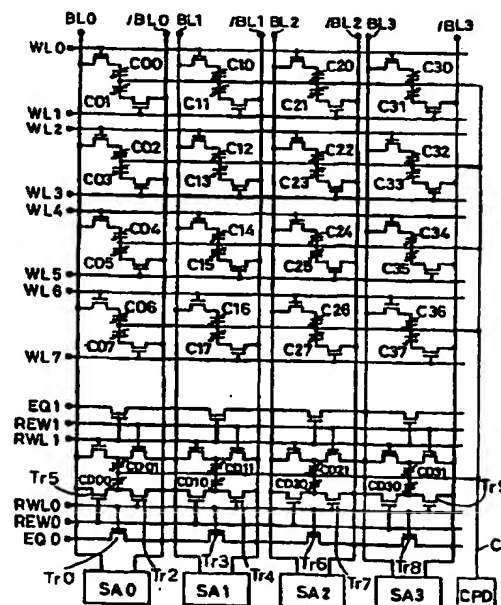 BL0 /BL0 BL1 /BL1 BL2 /BL2 BL3 /BL3
WL0
C00 C10 C20 C30
C01 C11 C21 C31
WL1
WL2
C02 C12 C22 C32
C03 C13 C23 C33
WL3
WL4
C04 C14 C24 C34
C05 C15 C25 C35
WL5
WL6
C06 C16 C26 C36
C07 C17 C27 C37
WL7
EQ1
REW1
RWL1
Tr5 CD00 CD01 CD10 CD11 CD21 CD30 CD31 Tr9
RWL0
REW0
EQ0
Tr0 Tr2 Tr3 Tr4 Tr6 Tr7 Tr8 C
SA0 SA1 SA2 SA3 CPD